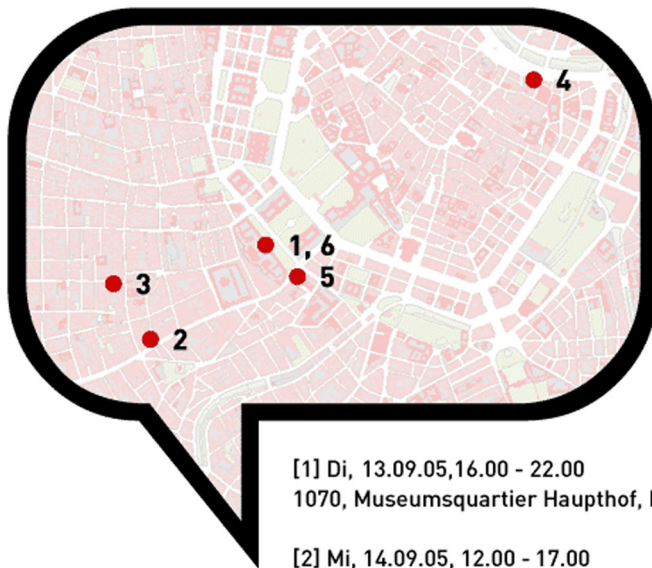 4
1, 6
5
3
2
[1] Di, 13.09.05,16.00 - 22.00
1070, Museumsquartier Haupthof,
[2] Mi, 14.09.05, 12.00 - 17.00